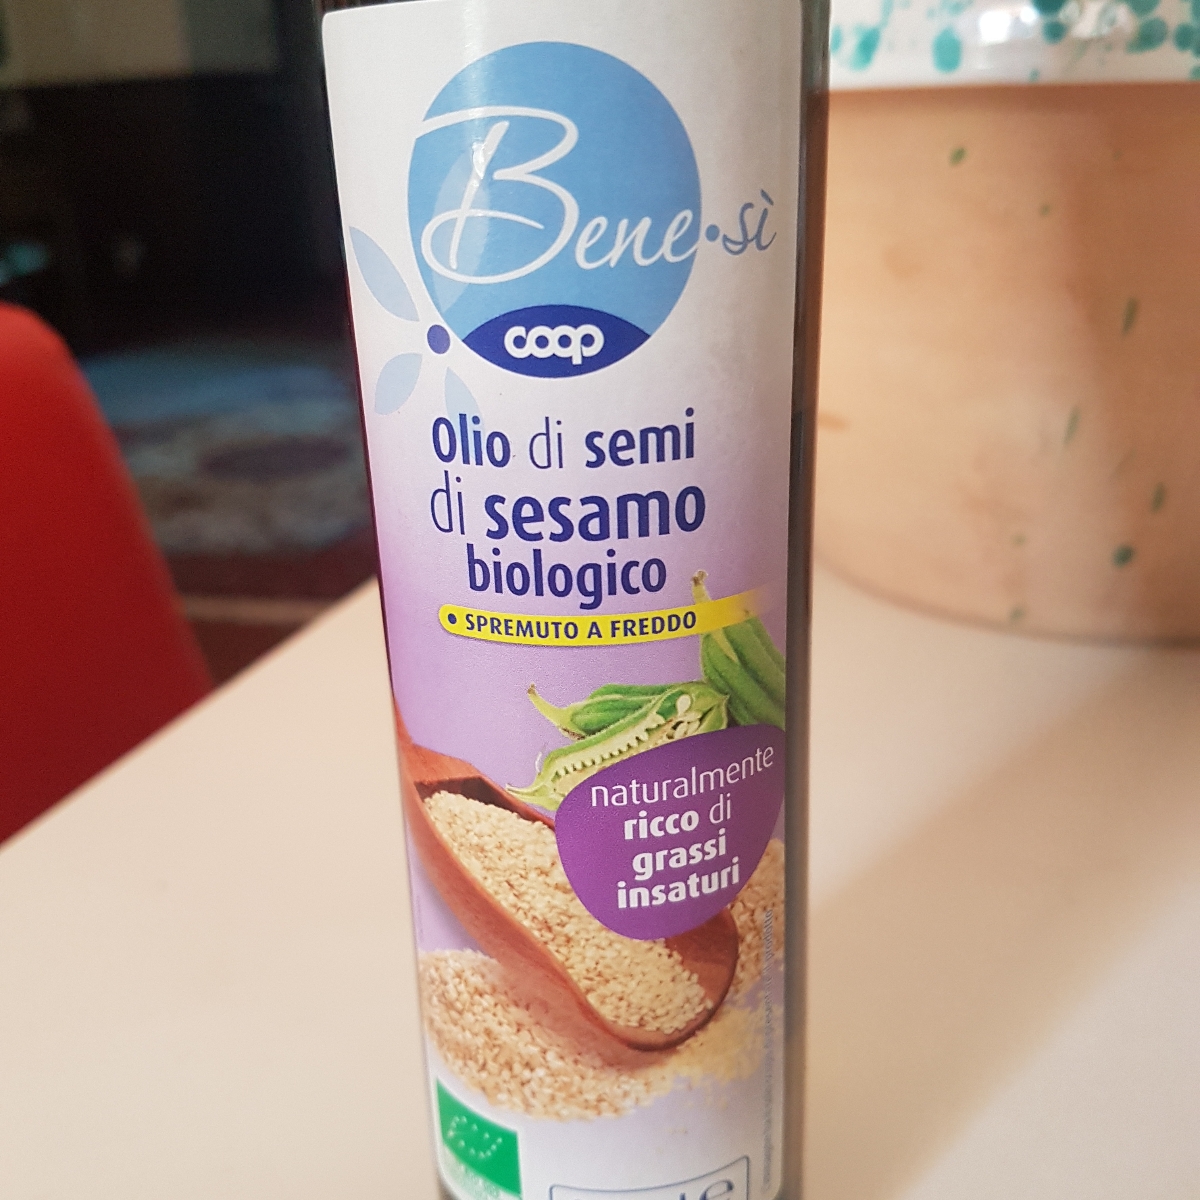 Bene.sì
coop
Olio di semi
di sesamo
biologico
• SPREMUTO A FREDDO
naturalmente
ricco di
grassi
insaturi